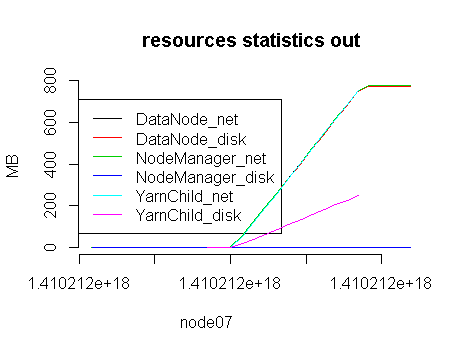 resources statistics out
MB
800
600
400
200
0
DataNode_net
DataNode_disk
NodeManager_net
NodeManager_disk
YarnChild_net
YarnChild_disk
1.410212e+18 1.410212e+18 1.410212e+18
node07